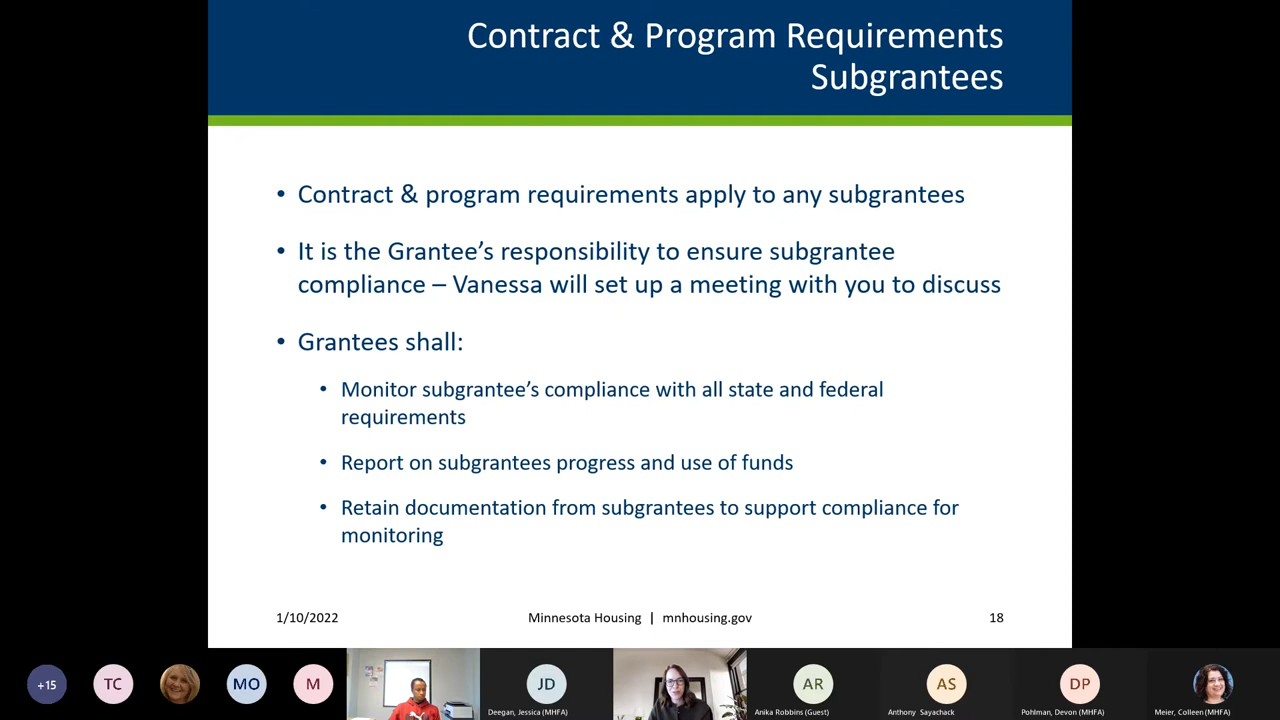 Contract & Program Requirements
Subgrantees
• Contract & program requirements apply to any subgrantees
• It is the Grantee’s responsibility to ensure subgrantee
compliance – Vanessa will set up a meeting with you to discuss
• Grantees shall:
• Monitor subgrantee’s compliance with all state and federal
requirements
• Report on subgrantees progress and use of funds
• Retain documentation from subgrantees to support compliance for
monitoring
1/10/2022
Minnesota Housing | mnhousing.gov
18
+15
TC
MO
M
JD
Deegan, Jessica (MHFA)
AR
Anika Robbins (Guest)
AS
Anthony Sayachack
DP
Pohlman, Devon (MHFA)
Meier, Colleen (MHFA)